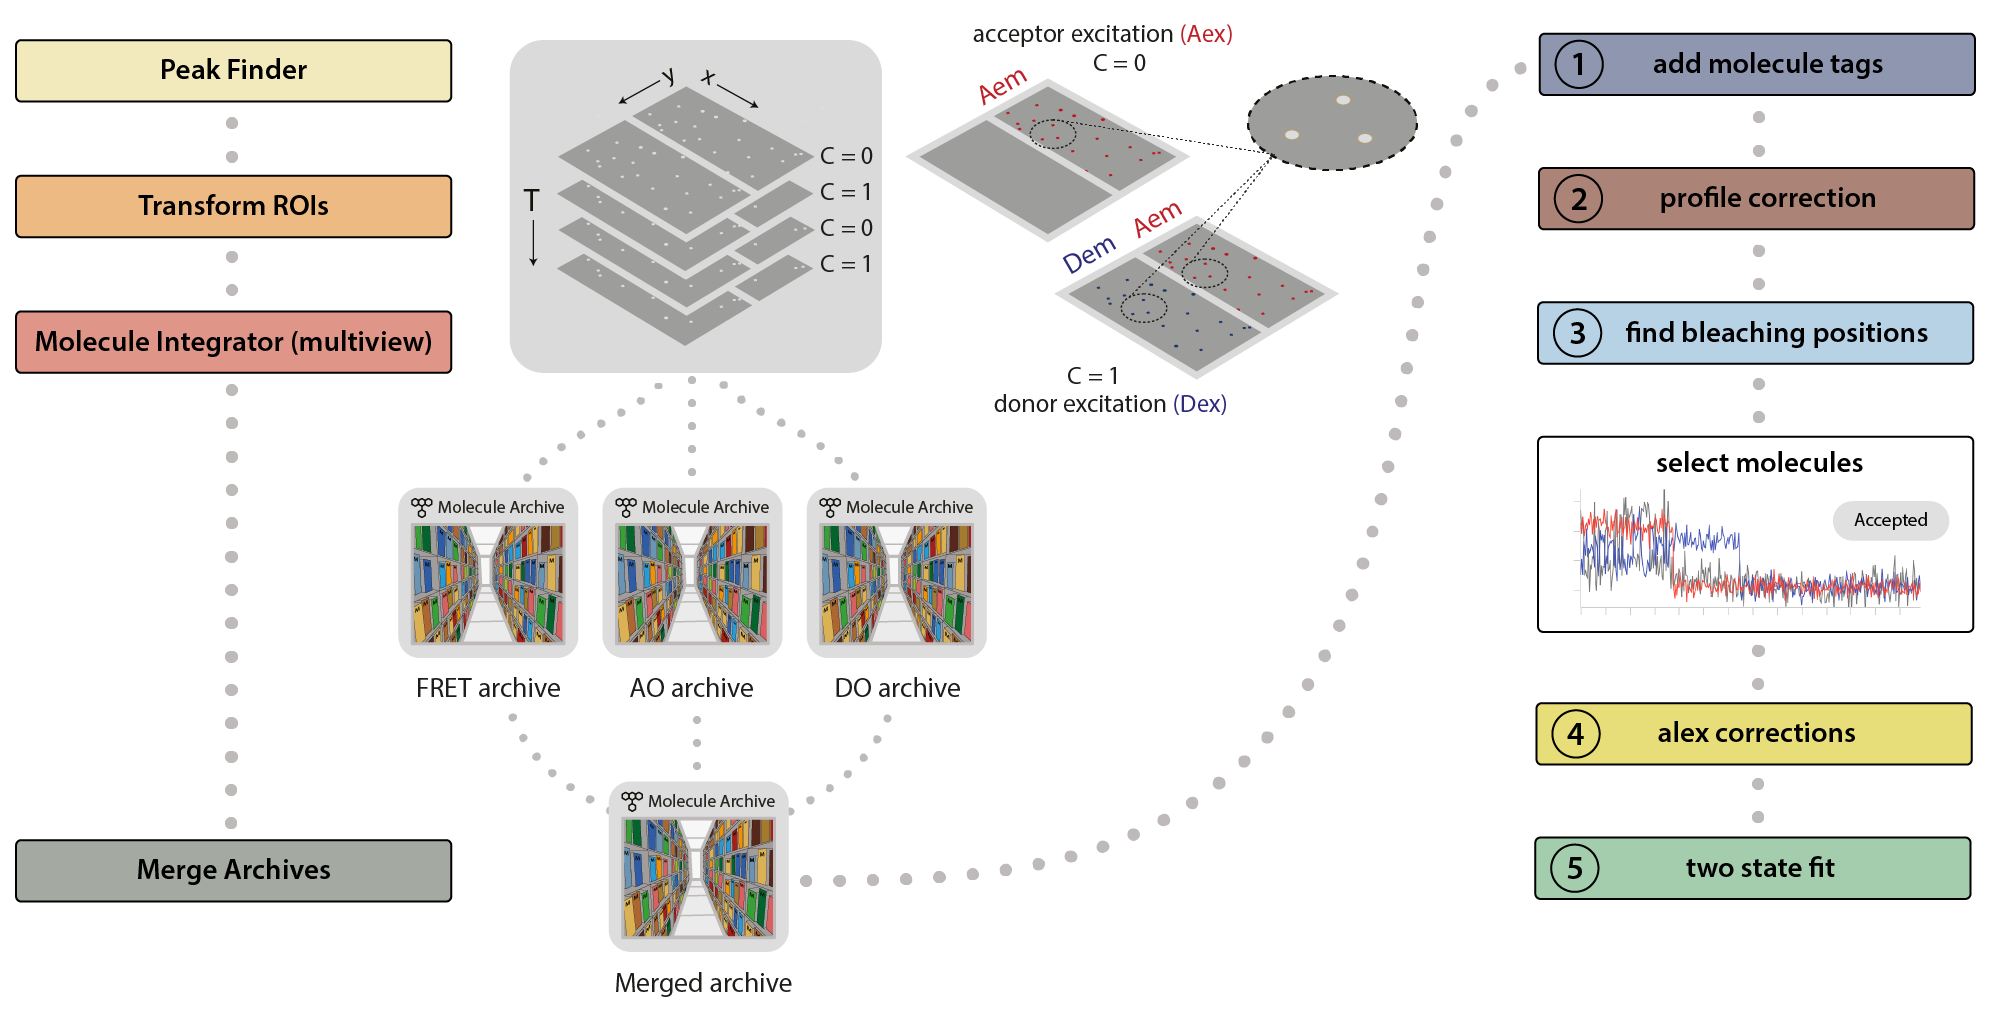 Peak Finder
Transform ROIs
Molecule Integrator (multiview)
Merge Archives
y
x
T
C = 0
C = 1
C = 0
C = 1
acceptor excitation (Aex)
C = 0
Aem
Aem
Dem
C = 1
donor excitation (Dex)
Molecule Archive
Molecule Archive
Molecule Archive
FRET archive
AO archive
DO archive
Molecule Archive
Merged archive
1 add molecule tags
2 profile correction
3 find bleaching positions
select molecules
Accepted
4 alex corrections
5 two state fit